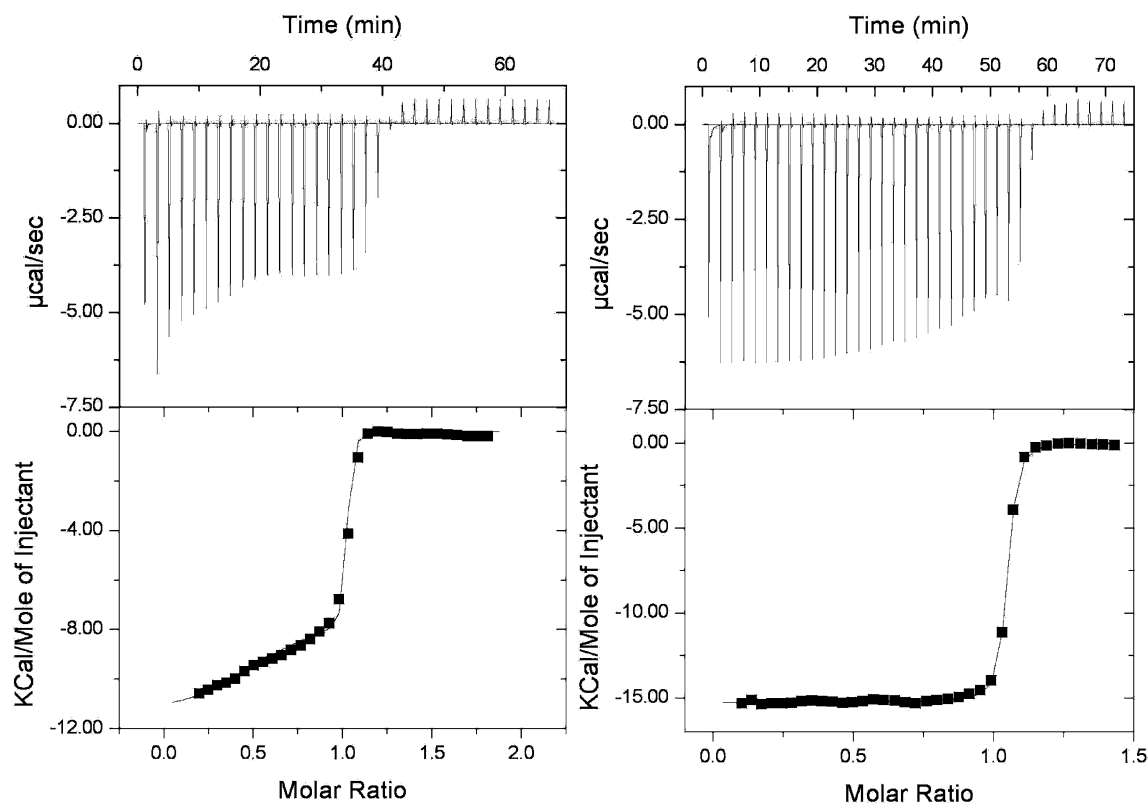 Time (min)
0 20 40 60
0.00
-2.50
-5.00
-7.50
µcal/sec
0.00
-4.00
-8.00
-12.00
KCal/Mole of Injectant
0.0 0.5 1.0 1.5 2.0
Molar Ratio
Time (min)
0 10 20 30 40 50 60 70
0.00
-2.50
-5.00
-7.50
µcal/sec
0.00
-5.00
-10.00
-15.00
KCal/Mole of Injectant
0.0 0.5 1.0 1.5
Molar Ratio